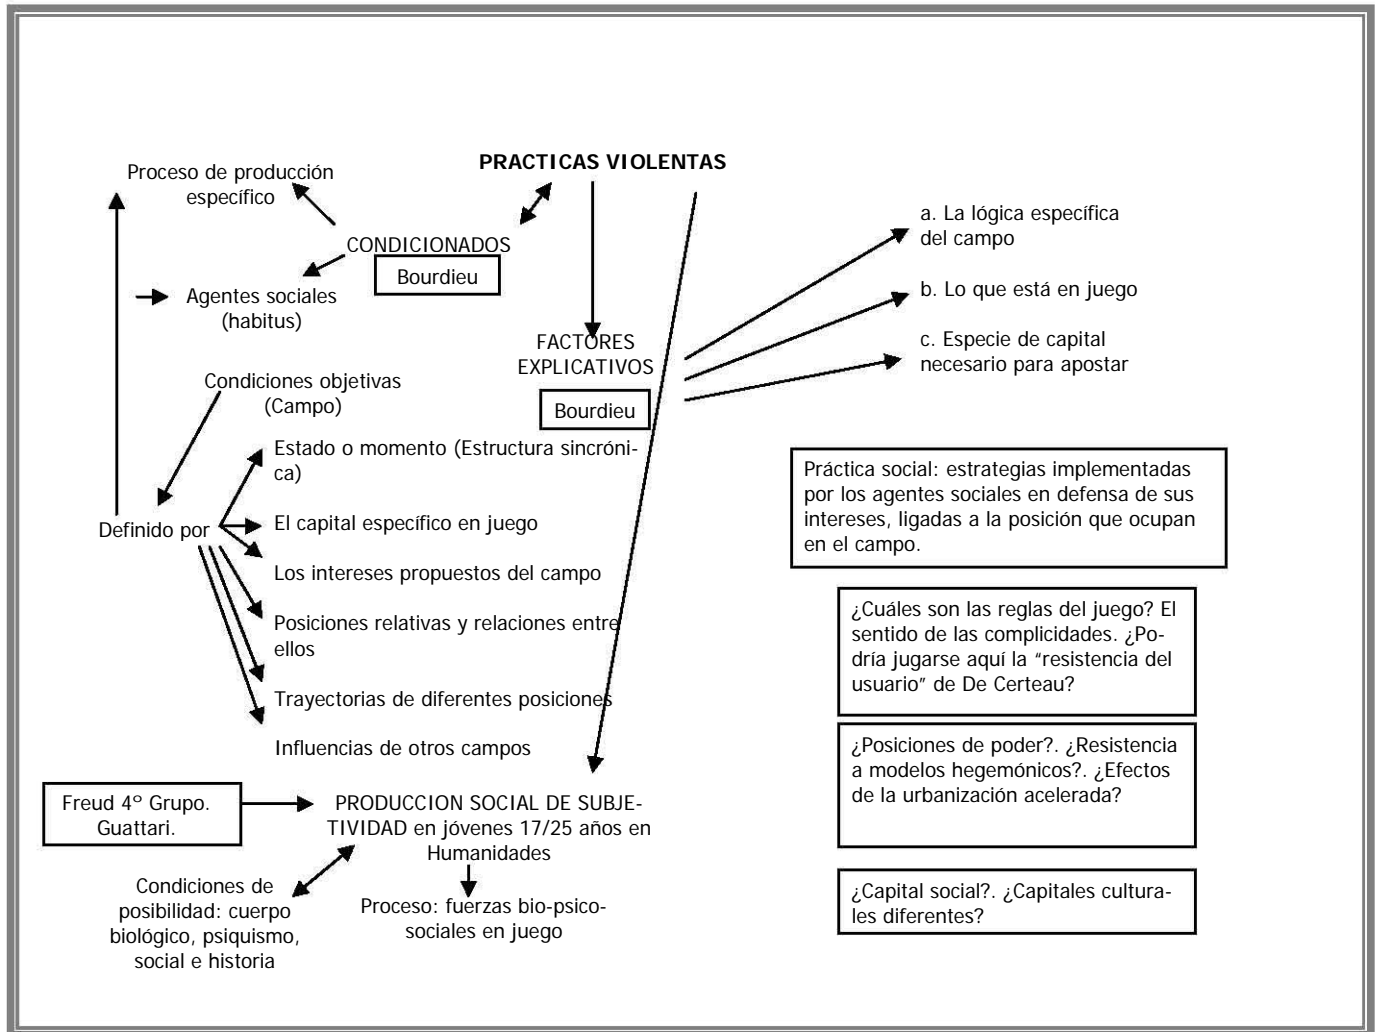 PRACTICAS VIOLENTAS
Proceso de producción
específico
CONDICIONADOS
Bourdieu
Agentes sociales
(habitus)
a. La lógica específica
del campo
b. Lo que está en juego
c. Especie de capital
necesario para apostar
FACTORES
EXPLICATIVOS
Bourdieu
Condiciones objetivas
(Campo)
Definido por
Estado o momento (Estructura sincróni-
ca)
El capital específico en juego
Los intereses propuestos del campo
Posiciones relativas y relaciones entre
ellos
Trayectorias de diferentes posiciones
Influencias de otros campos
Práctica social: estrategias implementadas
por los agentes sociales en defensa de sus
intereses, ligadas a la posición que ocupan
en el campo.
¿Cuáles son las reglas del juego? El
sentido de las complicidades. ¿Po-
dría jugarse aquí la “resistencia del
usuario” de De Certeau?
¿Posiciones de poder?. ¿Resistencia
a modelos hegemónicos?. ¿Efectos
de la urbanización acelerada?
¿Capital social?. ¿Capitales cultura-
les diferentes?
Freud 4º Grupo.
Guattari.
PRODUCCION SOCIAL DE SUBJE-
TIVIDAD en jóvenes 17/25 años en
Humanidades
Condiciones de
posibilidad: cuerpo
biológico, psiquismo,
social e historia
Proceso: fuerzas bio-psico-
sociales en juego